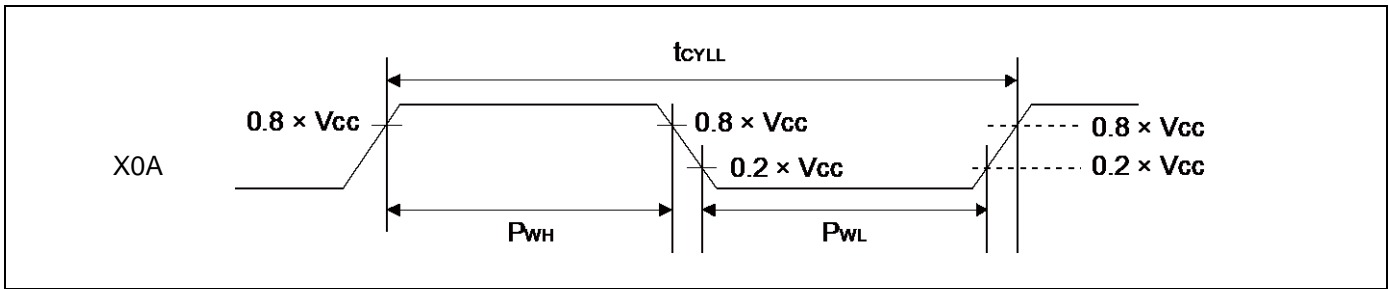 tCYLL
0.8 × Vcc
0.8 × Vcc
0.8 × Vcc
X0A
0.2 × Vcc
0.2 × Vcc
PWH
PWL